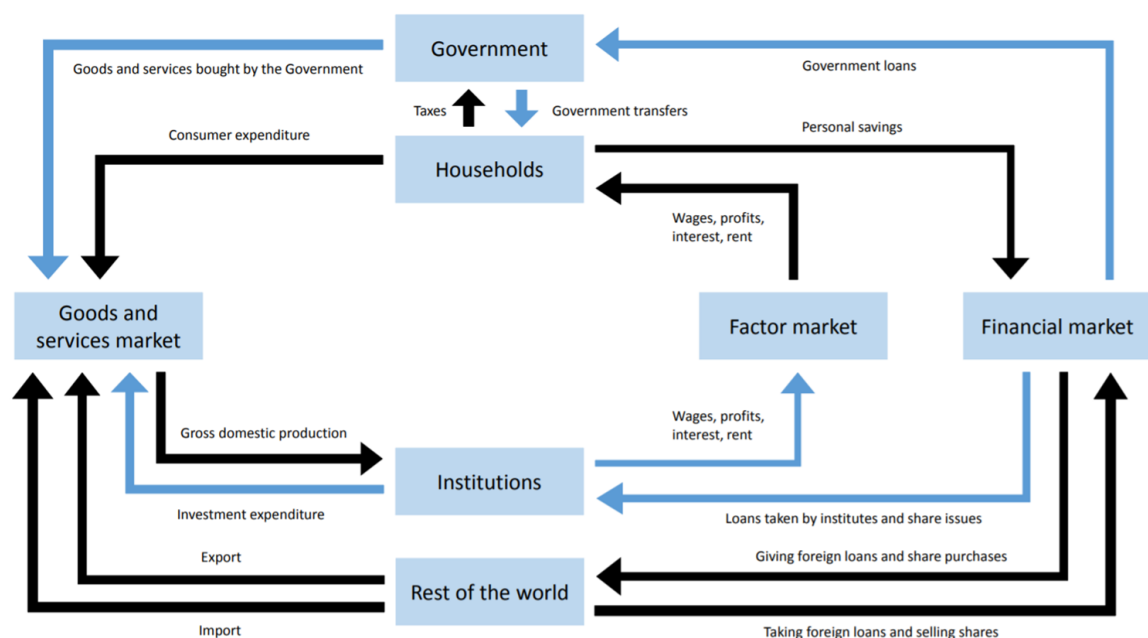 Government
Goods and services bought by the Government
Government loans
Taxes
Government transfers
Consumer expenditure
Personal savings
Households
Wages, profits,
interest, rent
Goods and
services market
Factor market
Financial market
Gross domestic production
Wages, profits,
interest, rent
Institutions
Investment expenditure
Loans taken by institutes and share issues
Export
Giving foreign loans and share purchases
Rest of the world
Import
Taking foreign loans and selling shares